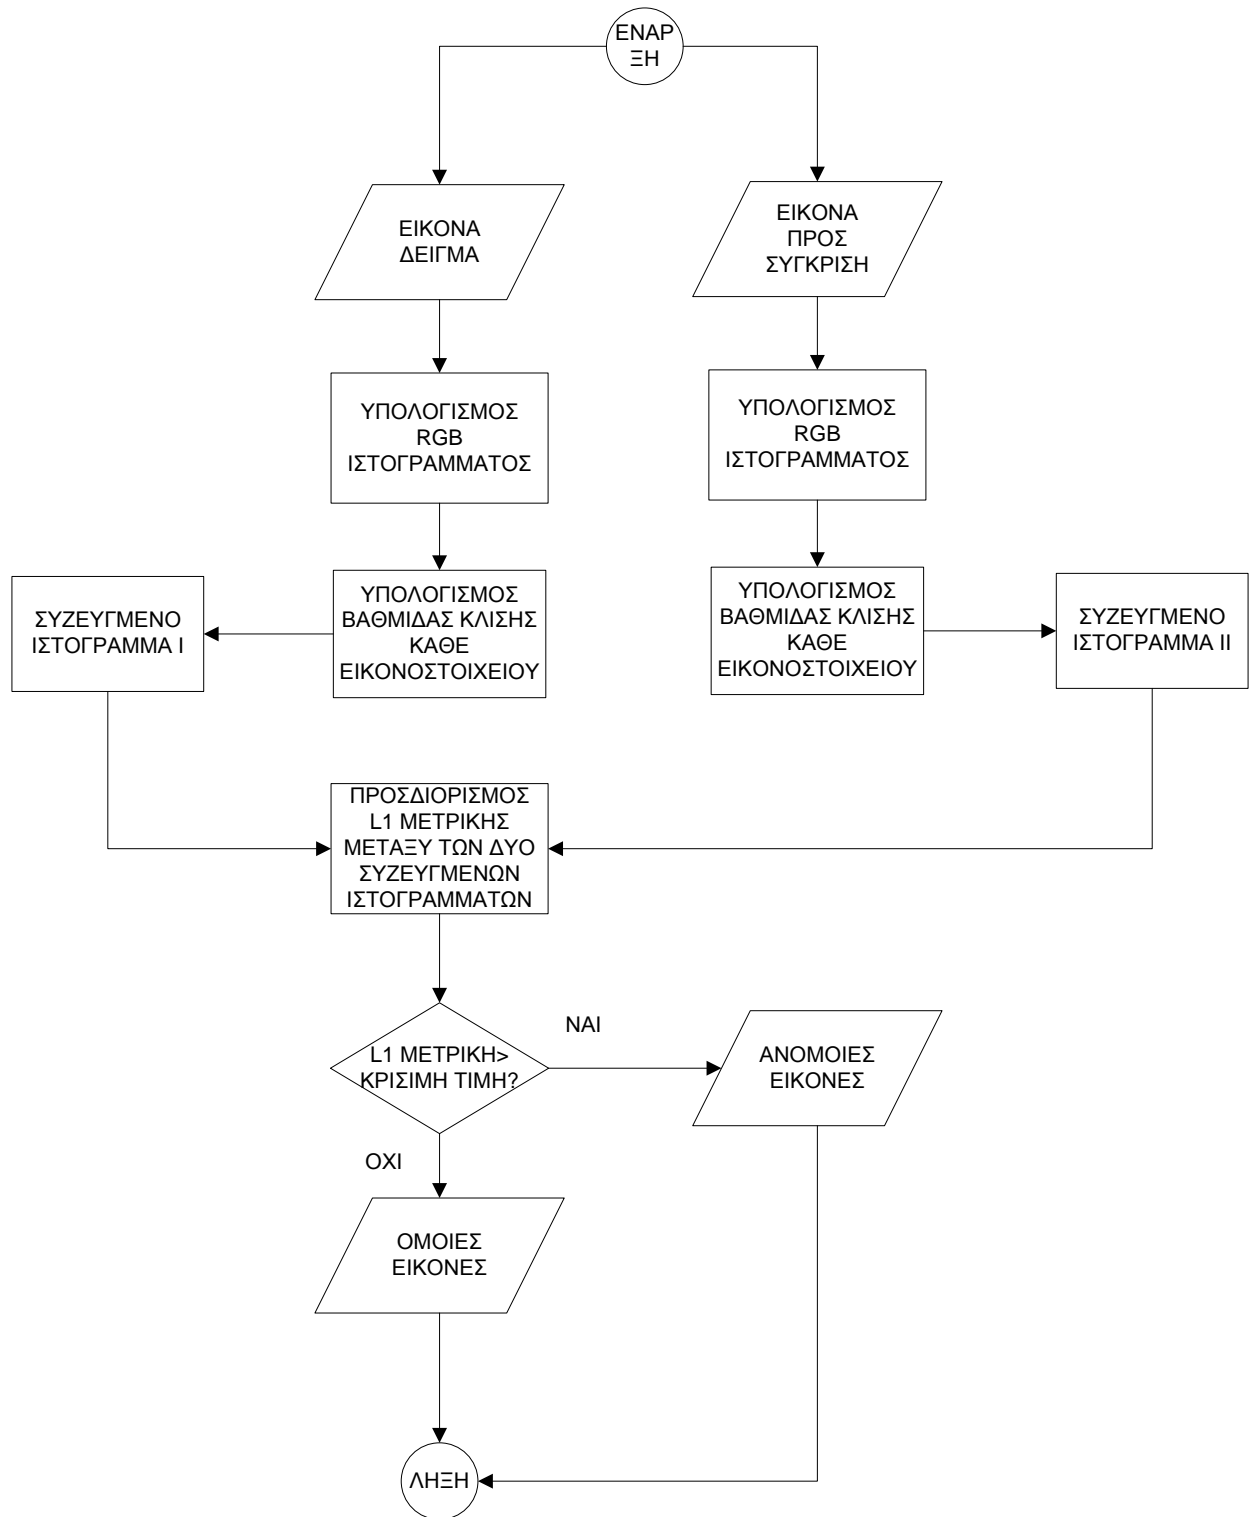 ΕΝΑΡ
ΞΗ
ΕΙΚΟΝΑ
ΔΕΙΓΜΑ
ΕΙΚΟΝΑ
ΠΡΟΣ
ΣΥΓΚΡΙΣΗ
ΥΠΟΛΟΓΙΣΜΟΣ
RGB
ΙΣΤΟΓΡΑΜΜΑΤΟΣ
ΥΠΟΛΟΓΙΣΜΟΣ
RGB
ΙΣΤΟΓΡΑΜΜΑΤΟΣ
ΣΥΖΕΥΓΜΕΝΟ
ΙΣΤΟΓΡΑΜΜΑ Ι
ΥΠΟΛΟΓΙΣΜΟΣ
ΒΑΘΜΙΔΑΣ ΚΛΙΣΗΣ
ΚΑΘΕ
ΕΙΚΟΝΟΣΤΟΙΧΕΙΟΥ
ΥΠΟΛΟΓΙΣΜΟΣ
ΒΑΘΜΙΔΑΣ ΚΛΙΣΗΣ
ΚΑΘΕ
ΕΙΚΟΝΟΣΤΟΙΧΕΙΟΥ
ΣΥΖΕΥΓΜΕΝΟ
ΙΣΤΟΓΡΑΜΜΑ ΙΙ
ΠΡΟΣΔΙΟΡΙΣΜΟΣ
L1 ΜΕΤΡΙΚΗΣ
ΜΕΤΑΞΥ ΤΩΝ ΔΥΟ
ΣΥΖΕΥΓΜΕΝΩΝ
ΙΣΤΟΓΡΑΜΜΑΤΩΝ
L1 ΜΕΤΡΙΚΗ>
ΚΡΙΣΙΜΗ ΤΙΜΗ?
ΝΑΙ
ΑΝΟΜΟΙΕΣ
ΕΙΚΟΝΕΣ
ΟΧΙ
ΟΜΟΙΕΣ
ΕΙΚΟΝΕΣ
ΛΗΞΗ